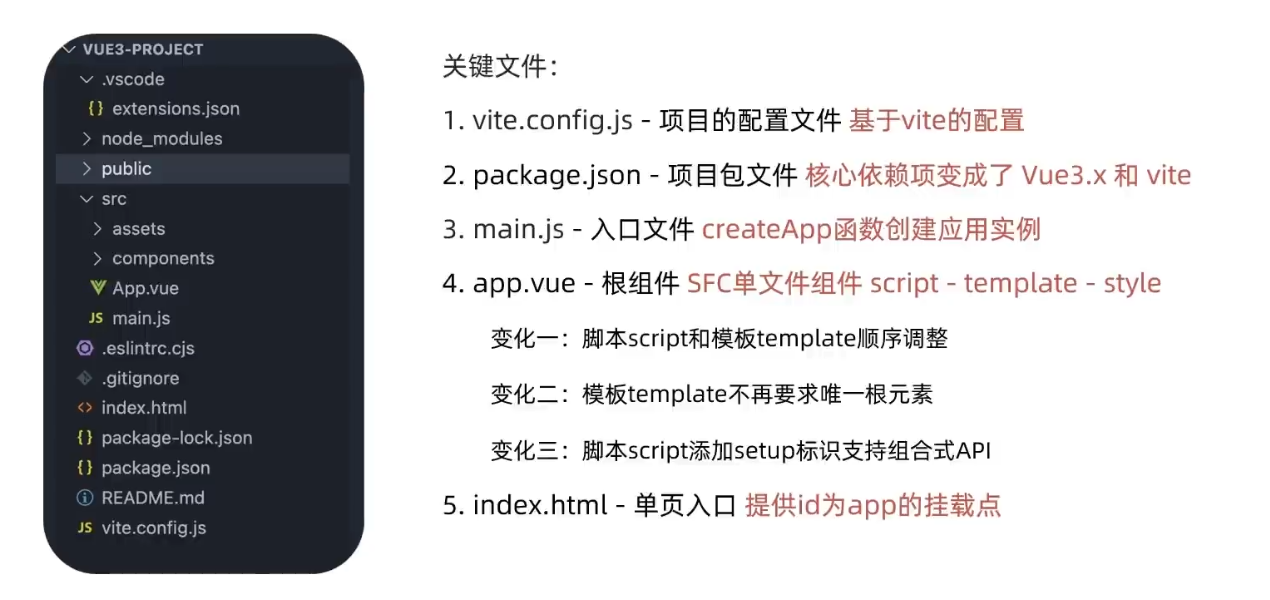 VUE3-PROJECT
.vscode
{} extensions.json
node_modules
public
src
assets
components
App.vue
JS main.js
.eslintrc.cjs
.gitignore
<> index.html
{} package-lock.json
{} package.json
README.md
JS vite.config.js
关键文件：
1. vite.config.js - 项目的配置文件 基于vite的配置
2. package.json - 项目包文件 核心依赖项变成了 Vue3.x 和 vite
3. main.js - 入口文件 createApp函数创建应用实例
4. app.vue - 根组件 SFC单文件组件 script - template - style
变化一：脚本script和模板template顺序调整
变化二：模板template不再要求唯一根元素
变化三：脚本script添加setup标识支持组合式API
5. index.html - 单页入口 提供id为app的挂载点